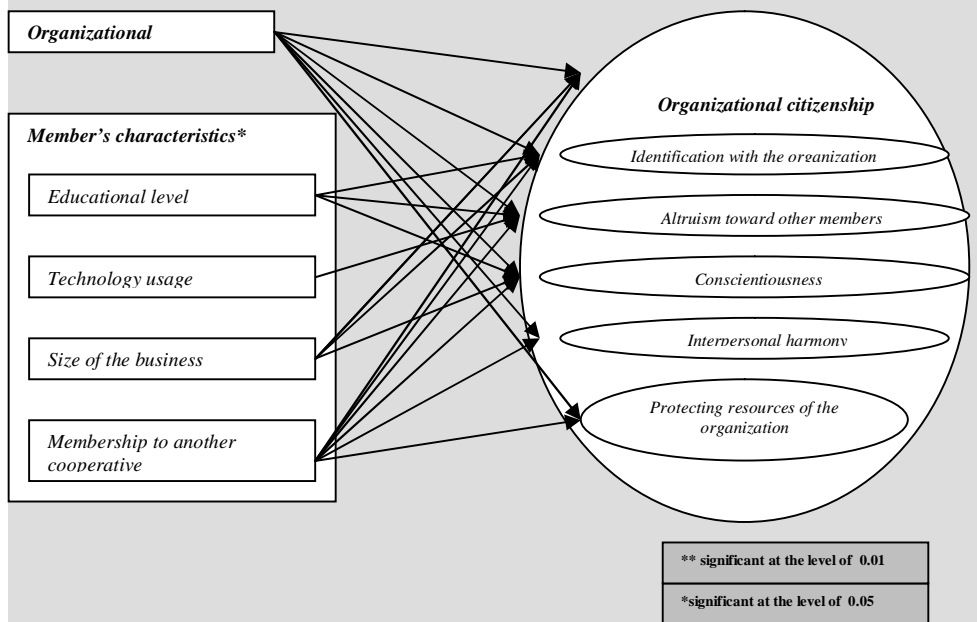 Organizational
Member's characteristics*
Educational level
Technology usage
Size of the business
Membership to another
cooperative
Organizational citizenship
Identification with the organization
Altruism toward other members
Conscientiousness
Interpersonal harmony
Protecting resources of the
organization
** significant at the level of 0.01
*significant at the level of 0.05